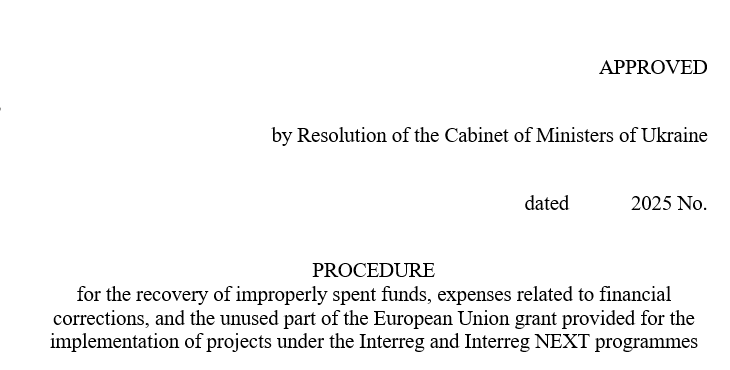 APPROVED
by Resolution of the Cabinet of Ministers of Ukraine
dated 2025 No.
PROCEDURE
for the recovery of improperly spent funds, expenses related to financial
corrections, and the unused part of the European Union grant provided for the
implementation of projects under the Interreg and Interreg NEXT programmes